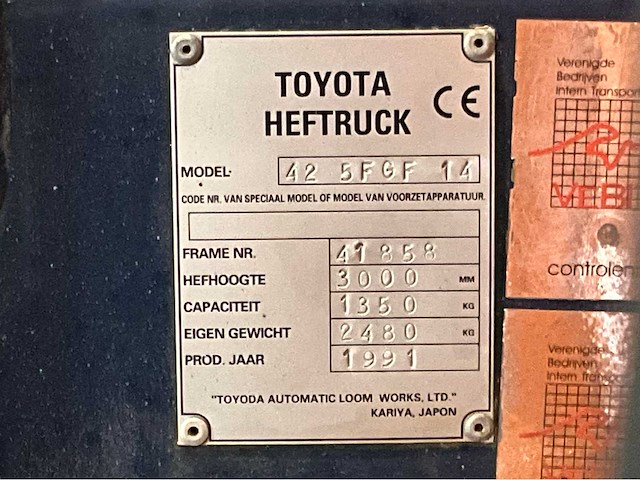 TOYOTA
HEFTRUCK
CE
MODEL: 42 5FGF 14
CODE NR. VAN SPECIAAL MODEL OF MODEL VAN VOORZETAPPARATUUR.
FRAME NR. 41858
HEFHOOGTE 3000 MM
CAPACITEIT 1350 KG
EIGEN GEWICHT 2480 KG
PROD. JAAR 1991
"TOYODA AUTOMATIC LOOM WORKS, LTD."
KARIYA, JAPON
Verenigde
Bedrijven
Intern Transport
Verenigde
Bedrijven
Intern